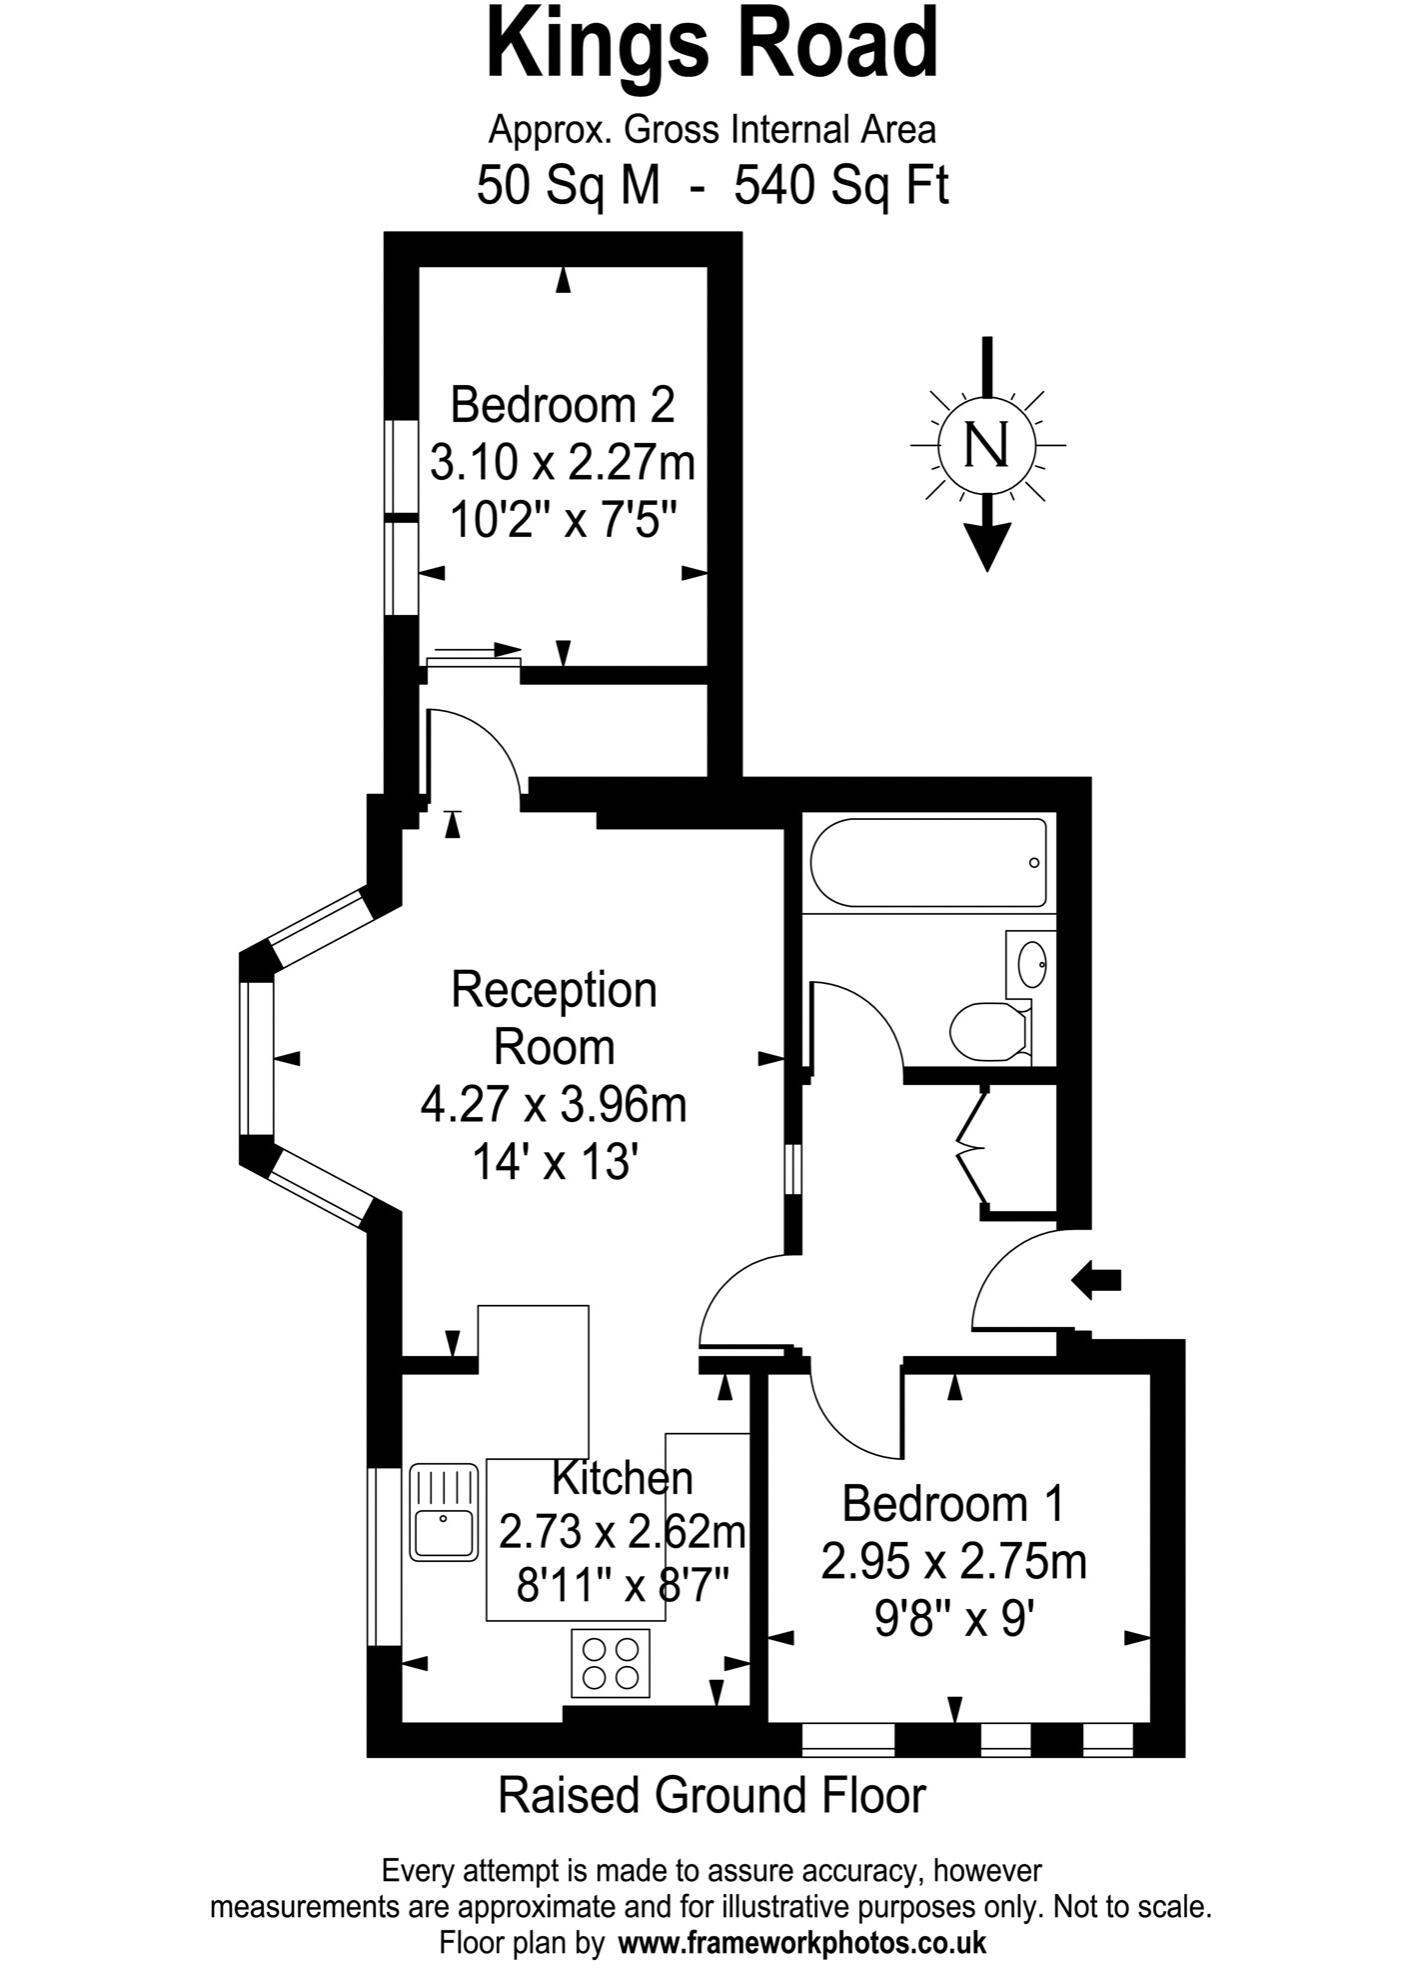 Kings Road
Approx. Gross Internal Area
50 Sq M - 540 Sq Ft
Bedroom 2
3.10 x 2.27m
10'2" x 7'5"
N
Reception
Room
4.27 x 3.96m
14' x 13'
Kitchen
2.73 x 2.62m
8'11" x 8'7"
Bedroom 1
2.95 x 2.75m
9'8" x 9'
Raised Ground Floor
Every attempt is made to assure accuracy, however
measurements are approximate and for illustrative purposes only. Not to scale.
Floor plan by www.frameworkphotos.co.uk